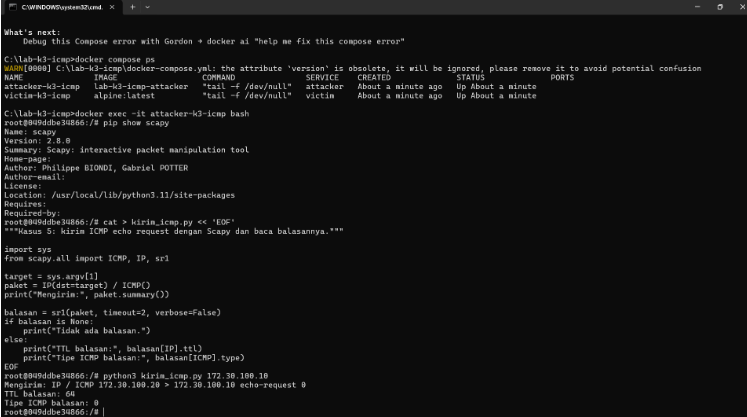 C:\WINDOWS\system32\cmd.
What's next:
    Debug this Compose error with Gordon → docker ai "help me fix this compose error"
C:\lab-k3-icmp>docker compose ps
WARN[0000] C:\lab-k3-icmp\docker-compose.yml: the attribute `version` is obsolete, it will be ignored, please remove it to avoid potential confusion
NAME               IMAGE                  COMMAND               SERVICE    CREATED              STATUS              PORTS
attacker-k3-icmp   lab-k3-icmp-attacker   "tail -f /dev/null"   attacker   About a minute ago   Up About a minute
victim-k3-icmp     alpine:latest          "tail -f /dev/null"   victim     About a minute ago   Up About a minute
C:\lab-k3-icmp>docker exec -it attacker-k3-icmp bash
root@049ddbe34866:/# pip show scapy
Name: scapy
Version: 2.8.0
Summary: Scapy: interactive packet manipulation tool
Home-page:
Author: Philippe BIONDI, Gabriel POTTER
Author-email:
License:
Location: /usr/local/lib/python3.11/site-packages
Requires:
Required-by:
root@049ddbe34866:/# cat > kirim_icmp.py << 'EOF'
"""Kasus 5: kirim ICMP echo request dengan Scapy dan baca balasannya."""
import sys
from scapy.all import ICMP, IP, sr1
target = sys.argv[1]
paket = IP(dst=target) / ICMP()
print("Mengirim:", paket.summary())
balasan = sr1(paket, timeout=2, verbose=False)
if balasan is None:
    print("Tidak ada balasan.")
else:
    print("TTL balasan:", balasan[IP].ttl)
    print("Tipe ICMP balasan:", balasan[ICMP].type)
EOF
root@049ddbe34866:/# python3 kirim_icmp.py 172.30.100.10
Mengirim: IP / ICMP 172.30.100.20 > 172.30.100.10 echo-request 0
TTL balasan: 64
Tipe ICMP balasan: 0
root@049ddbe34866:/#